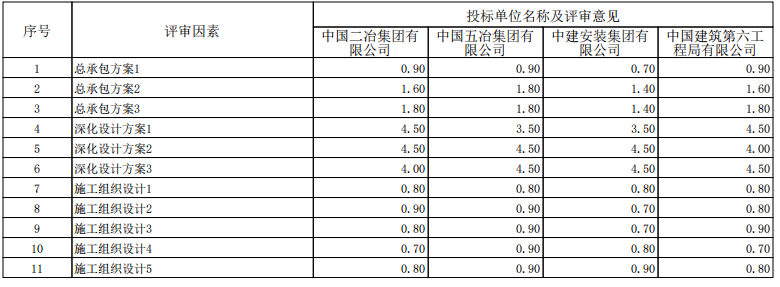 序号 评审因素 投标单位名称及评审意见
中国二冶集团有限公司 中国五冶集团有限公司 中建安装集团有限公司 中国建筑第六工程局有限公司
1 总承包方案1 0.90 0.90 0.70 0.90
2 总承包方案2 1.60 1.80 1.40 1.60
3 总承包方案3 1.80 1.80 1.40 1.80
4 深化设计方案1 4.50 3.50 3.50 4.50
5 深化设计方案2 4.50 4.50 4.50 4.00
6 深化设计方案3 4.00 4.50 4.50 4.50
7 施工组织设计1 0.80 0.80 0.80 0.80
8 施工组织设计2 0.90 0.90 0.70 0.80
9 施工组织设计3 0.80 0.90 0.70 0.90
10 施工组织设计4 0.70 0.90 0.80 0.70
11 施工组织设计5 0.80 0.90 0.90 0.80